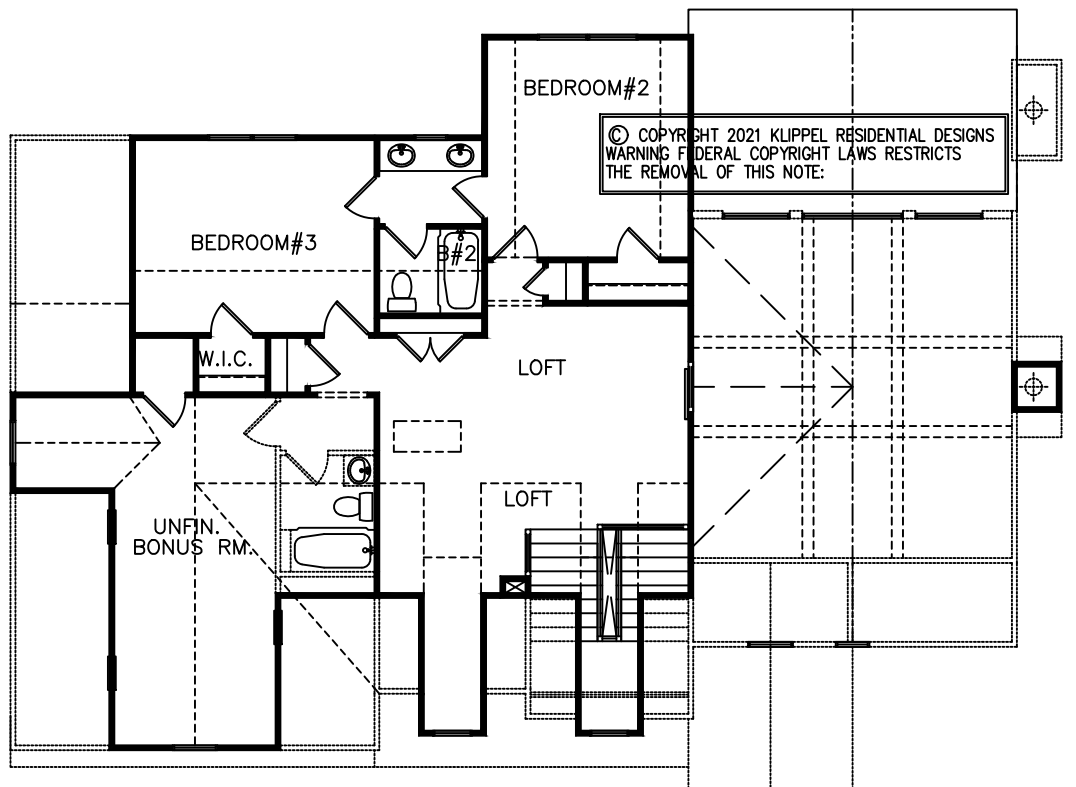 BEDROOM#2
© COPYRIGHT 2021 KLIPPEL RESIDENTIAL DESIGNS
WARNING FEDERAL COPYRIGHT LAWS RESTRICTS
THE REMOVAL OF THIS NOTE:
BEDROOM#3
B#2
W.I.C.
LOFT
LOFT
UNFIN.
BONUS RM.